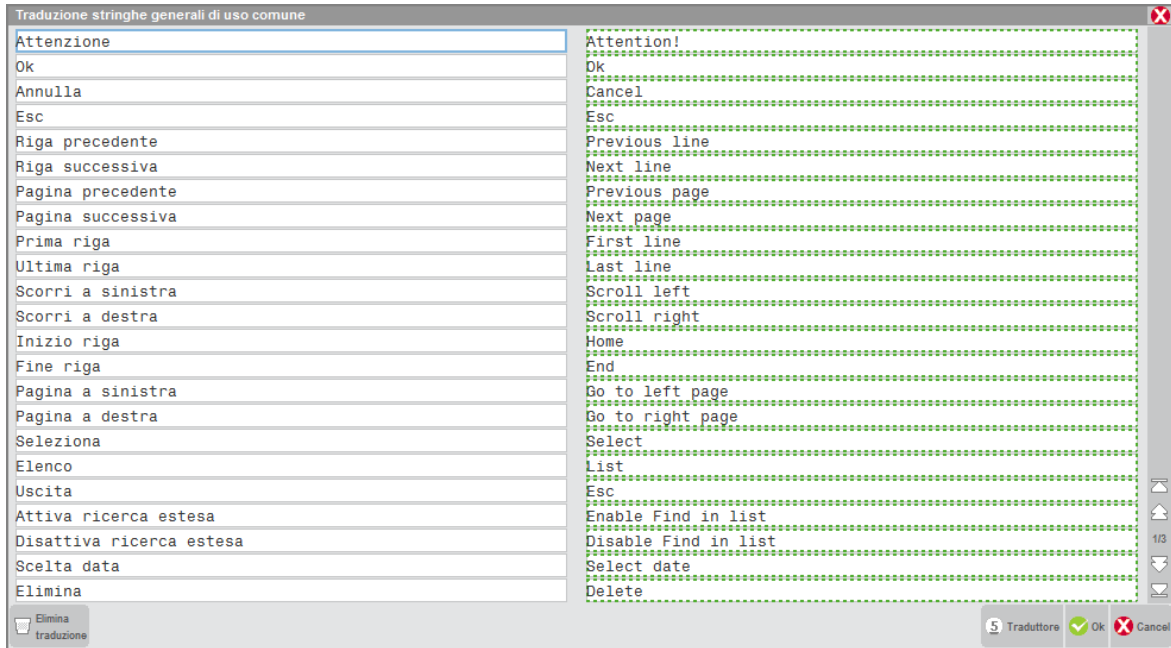 Traduzione stringhe generali di uso comune
Attenzione Attention!
Ok Ok
Annulla Cancel
Esc Esc
Riga precedente Previous line
Riga successiva Next line
Pagina precedente Previous page
Pagina successiva Next page
Prima riga First line
Ultima riga Last line
Scorri a sinistra Scroll left
Scorri a destra Scroll right
Inizio riga Home
Fine riga End
Pagina a sinistra Go to left page
Pagina a destra Go to right page
Seleziona Select
Elenco List
Uscita Esc
Attiva ricerca estesa Enable Find in list
Disattiva ricerca estesa Disable Find in list
1/3
Scelta data Select date
Elimina Delete
Elimina
traduzione
5 Traduttore Ok Cancel